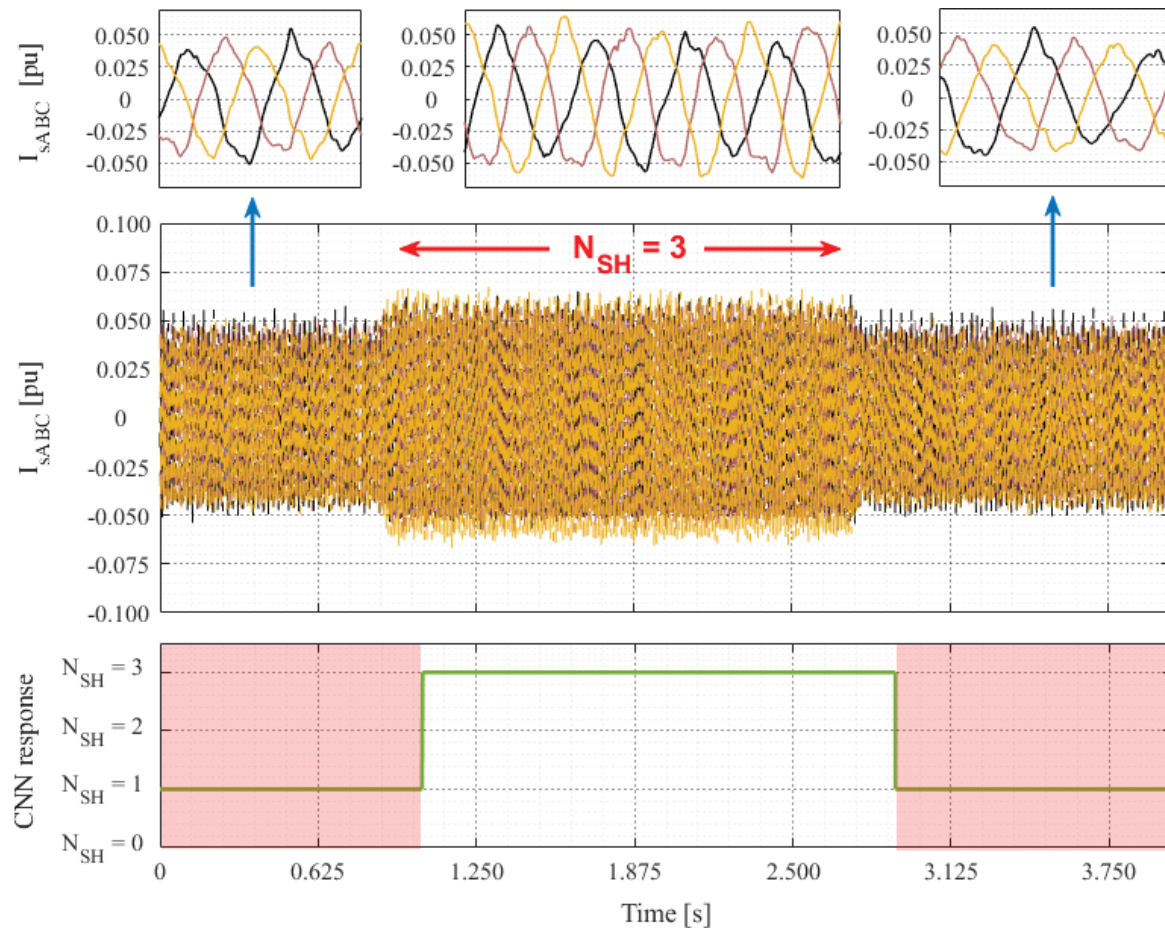 I_sABC [pu]
0.050
0.025
0
-0.025
-0.050
0.050
0.025
0
-0.025
-0.050
0.050
0.025
0
-0.025
-0.050
I_sABC [pu]
0.100
0.075
0.050
0.025
0
-0.025
-0.050
-0.075
-0.100
N_SH = 3
CNN response
N_SH = 3
N_SH = 2
N_SH = 1
N_SH = 0
0 0.625 1.250 1.875 2.500 3.125 3.750
Time [s]